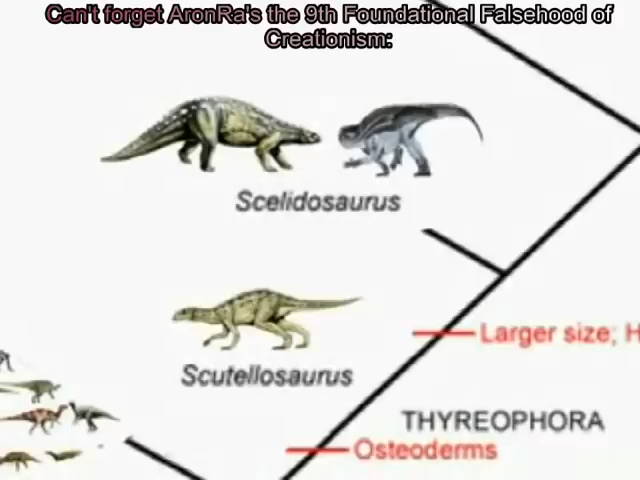 Can't forget AronRa's the 9th Foundational Falsehood of
Creationism:
Scelidosaurus
Larger size; H
Scutellosaurus
THYREOPHORA
Osteoderms